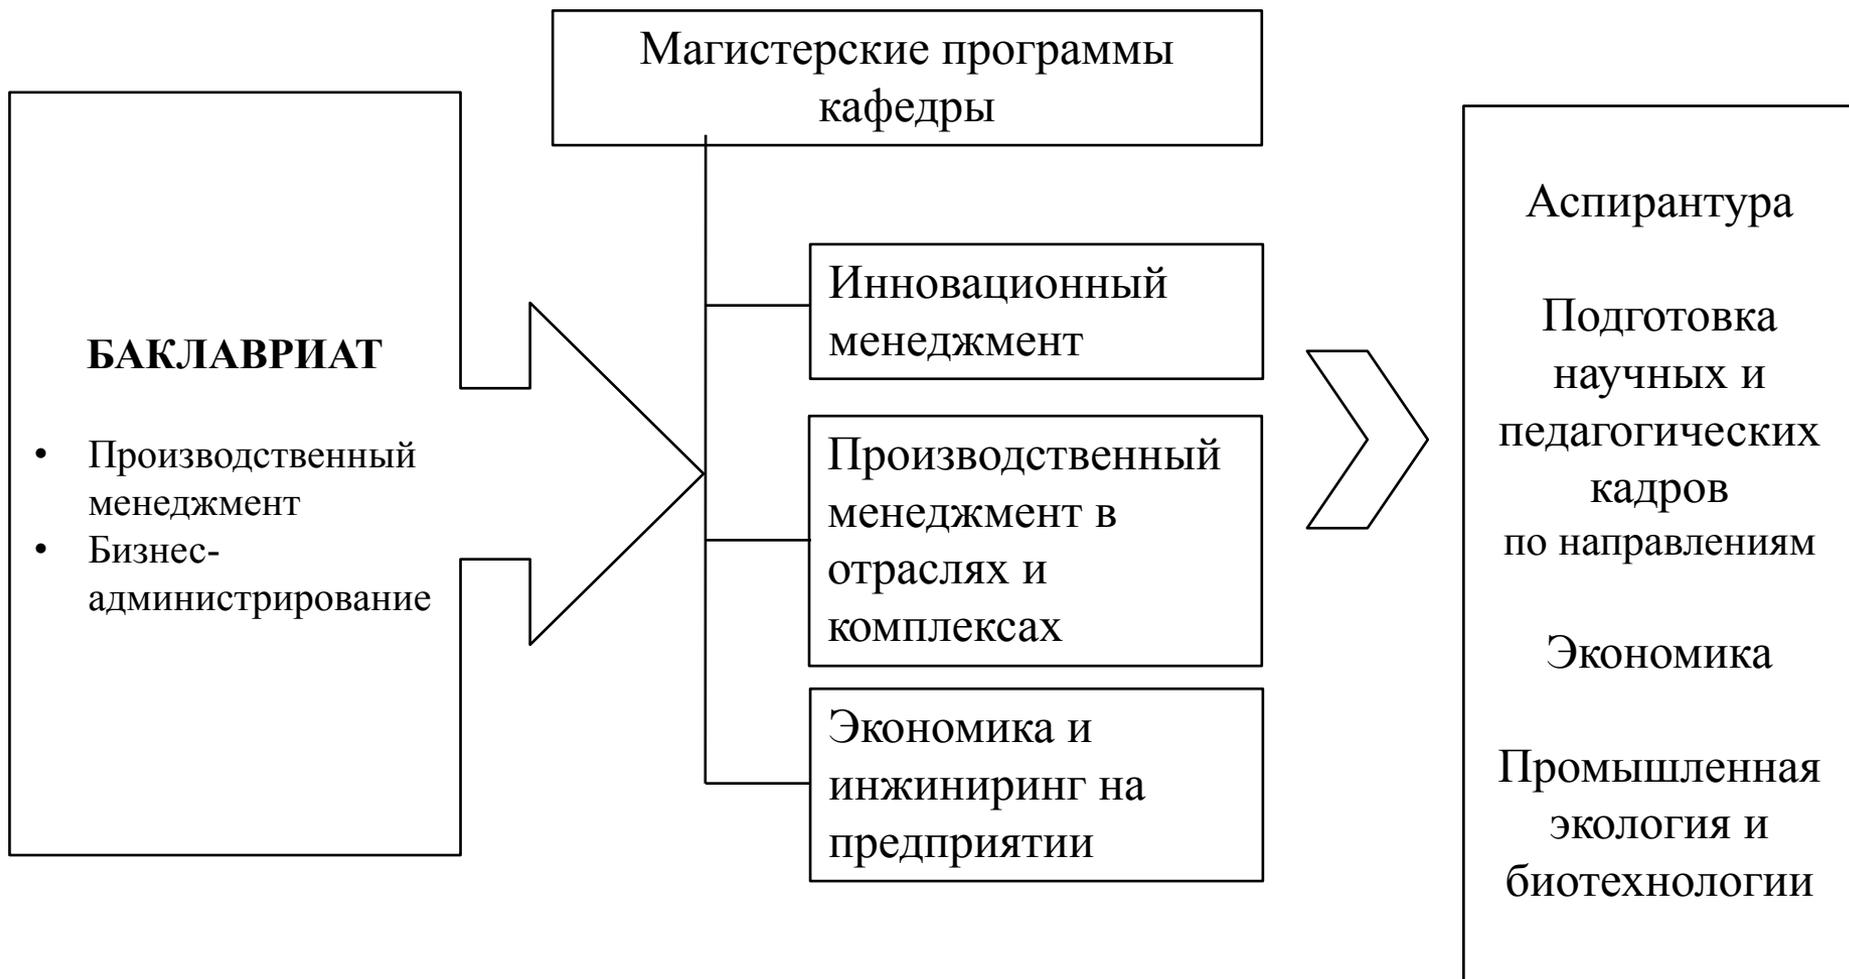 Магистерские программы
кафедры
БАКЛАВРИАТ
• Производственный
менеджмент
• Бизнес-
администрирование
Инновационный
менеджмент
Производственный
менеджмент в
отраслях и
комплексах
Экономика и
инжиниринг на
предприятии
Аспирантура
Подготовка
научных и
педагогических
кадров
по направлениям
Экономика
Промышленная
экология и
биотехнологии